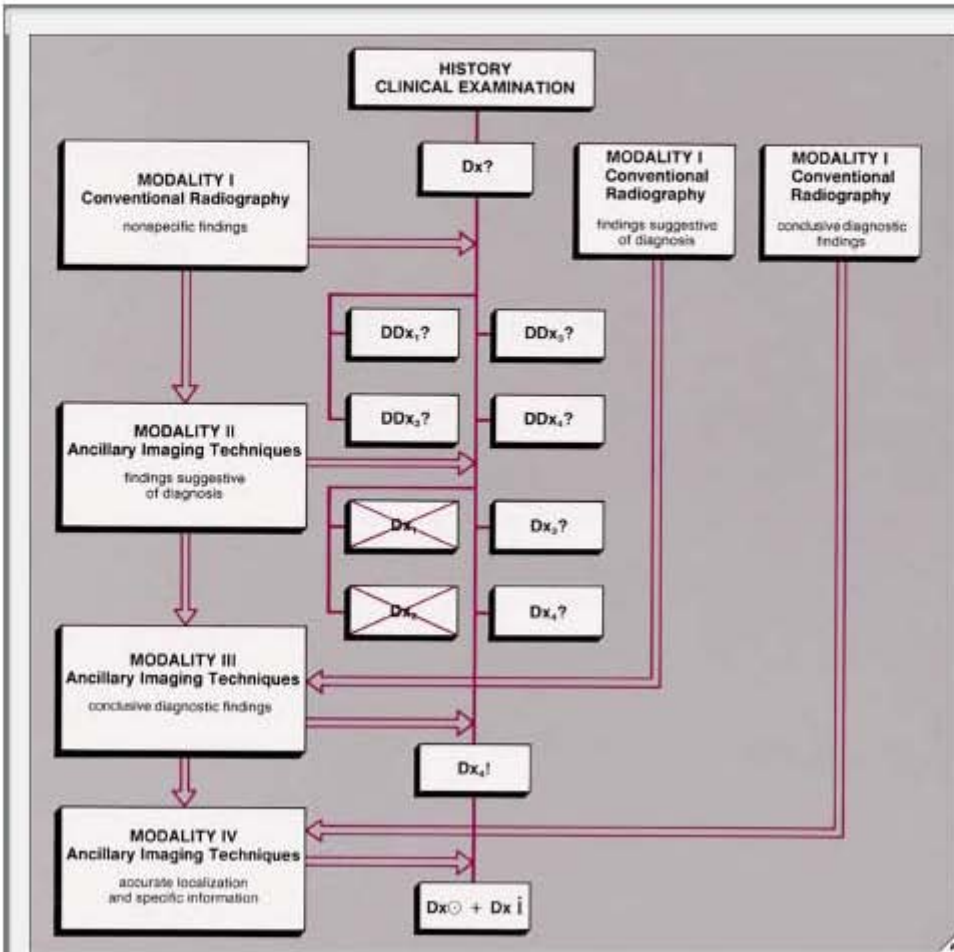 HISTORY
CLINICAL EXAMINATION
MODALITY I
Conventional Radiography
nonspecific findings
Dx?
MODALITY I
Conventional
Radiography
findings suggestive
of diagnosis
MODALITY I
Conventional
Radiography
conclusive diagnostic
findings
DDx₁?
DDx₃?
DDx₂?
DDx₄?
MODALITY II
Ancillary Imaging Techniques
findings suggestive
of diagnosis
Dx₁
Dx₃?
Dx₂
Dx₄?
MODALITY III
Ancillary Imaging Techniques
conclusive diagnostic findings
Dx₄!
MODALITY IV
Ancillary Imaging Techniques
accurate localization
and specific information
Dx⊙ + Dx i